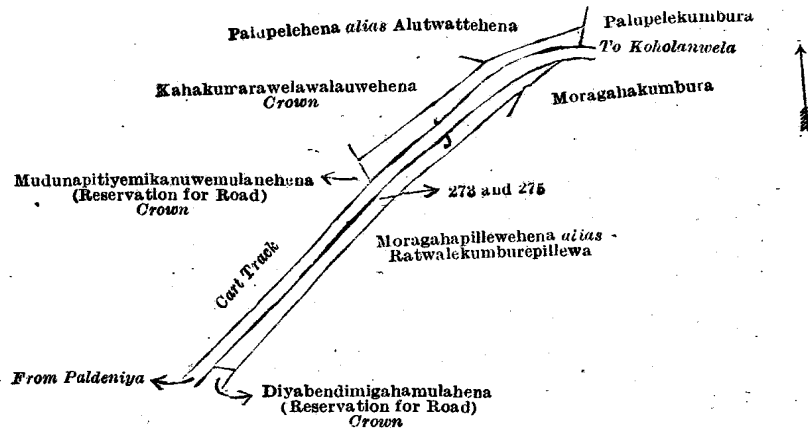 Palupelehena alias Alutwattehena
Palupelekumbura
To Koholanwela
Kahakumarawelawalauwehena
Crown
Moragahakumbura
Mudunapitiyemikanuwemulanehena
(Reservation for Road)
Crown
273 and 275
Moragahapillewehena alias
Ratwalekumburepillewa
Cart Track
From Paldeniya
Diyabendimigahamulahena
(Reservation for Road)
Crown